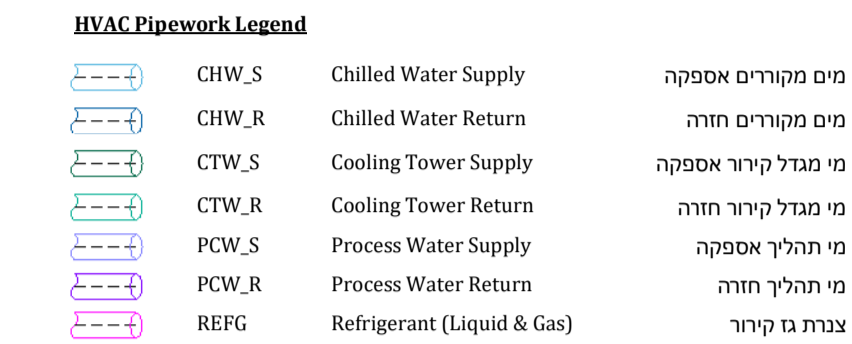 HVAC Pipework Legend
CHW_S Chilled Water Supply מים מקוררים אספקה
CHW_R Chilled Water Return מים מקוררים חזרה
CTW_S Cooling Tower Supply מי מגדל קירור אספקה
CTW_R Cooling Tower Return מי מגדל קירור חזרה
PCW_S Process Water Supply מי תהליך אספקה
PCW_R Process Water Return מי תהליך חזרה
REFG Refrigerant (Liquid & Gas) צנרת גז קירור